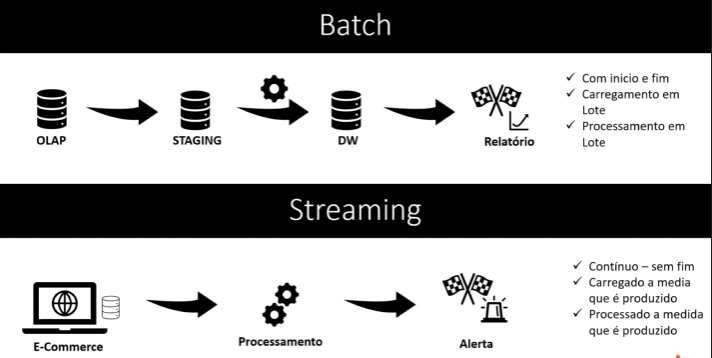 Batch
OLAP
STAGING
DW
Relatório
✓ Com inicio e fim
✓ Carregamento em
Lote
✓ Processamento em
Lote
Streaming
E-Commerce
Processamento
Alerta
✓ Contínuo – sem fim
✓ Carregado a media
que é produzido
✓ Processado a medida
que é produzido